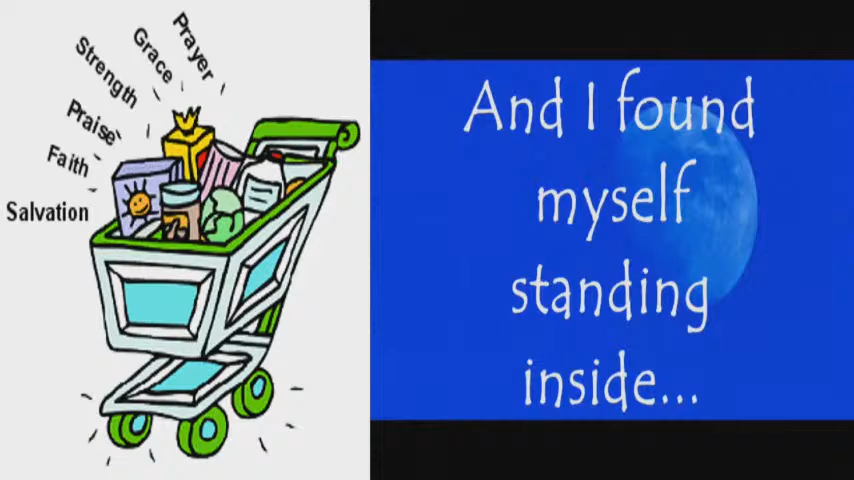 Prayer
Grace
Strength
Praise
Faith
Salvation
And I found
myself
standing
inside...